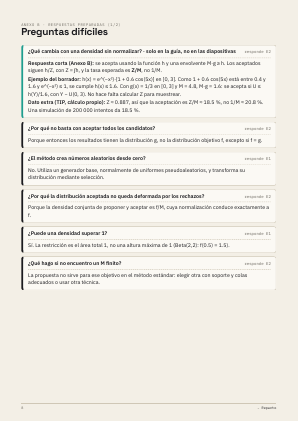 ANEXO B · RESPUESTAS PREPARADAS (1/2)
Preguntas difíciles
¿Qué cambia con una densidad sin normalizar? - solo en la guía, no en las diapositivas
responde 02
Respuesta corta (Anexo B): se acepta usando la función h y una envolvente M·g ≥ h. Los aceptados
siguen h/Z, con Z = ∫h, y la tasa esperada es Z/M, no 1/M.
Ejemplo del borrador: h(x) = e^(−x²) (1 + 0.6 cos(5x)) en [0, 3]. Como 1 + 0.6 cos(5x) está entre 0.4 y
1.6 y e^(−x²) ≤ 1, se cumple h(x) ≤ 1.6. Con g(x) = 1/3 en [0, 3] y M = 4.8, M·g = 1.6: se acepta si U ≤
h(Y)/1.6, con Y ~ U(0, 3). No hace falta calcular Z para muestrear.
Dato extra (TIP, cálculo propio): Z ≈ 0.887, así que la aceptación es Z/M ≈ 18.5 %, no 1/M ≈ 20.8 %.
Una simulación de 200 000 intentos da 18.5 %.
¿Por qué no basta con aceptar todos los candidatos?
responde 02
Porque entonces los resultados tienen la distribución g, no la distribución objetivo f, excepto si f = g.
¿El método crea números aleatorios desde cero?
responde 01
No. Utiliza un generador base, normalmente de uniformes pseudoaleatorios, y transforma su
distribución mediante selección.
¿Por qué la distribución aceptada no queda deformada por los rechazos?
responde 02
Porque la densidad conjunta de proponer y aceptar es f/M, cuya normalización conduce exactamente a
f.
¿Puede una densidad superar 1?
responde 01
Sí. La restricción es el área total 1, no una altura máxima de 1 (Beta(2,2): f(0.5) = 1.5).
¿Qué hago si no encuentro un M finito?
responde 02
La propuesta no sirve para ese objetivo en el método estándar: elegir otra con soporte y colas
adecuados o usar otra técnica.